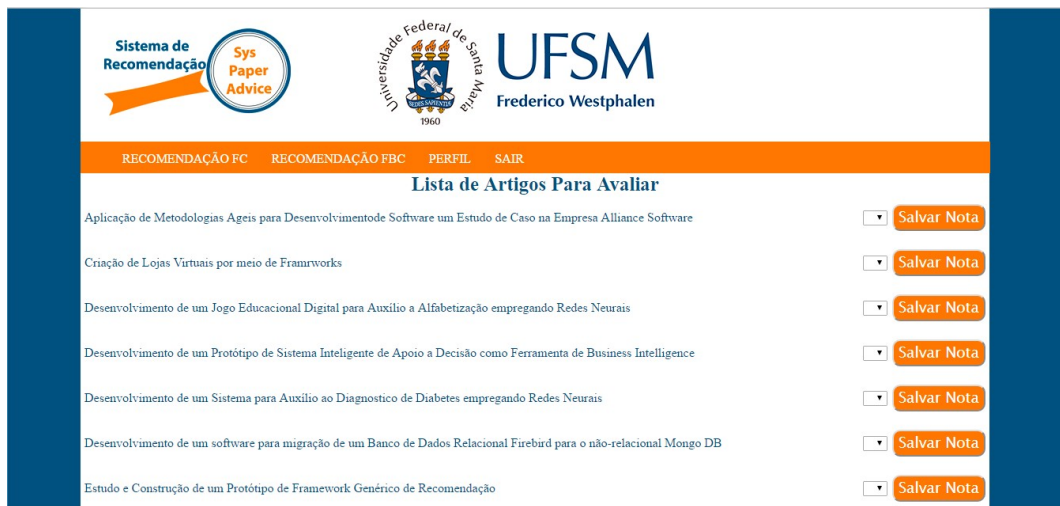 Sistema de
Recomendação
Sys
Paper
Advice
Universidade Federal de Santa Maria
SEDES SAPIENTIÆ
1960
UFSM
Frederico Westphalen
RECOMENDAÇÃO FC RECOMENDAÇÃO FBC PERFIL SAIR
Lista de Artigos Para Avaliar
Aplicação de Metodologias Ageis para Desenvolvimentode Software um Estudo de Caso na Empresa Alliance Software Salvar Nota
Criação de Lojas Virtuais por meio de Framrworks Salvar Nota
Desenvolvimento de um Jogo Educacional Digital para Auxílio a Alfabetização empregando Redes Neurais Salvar Nota
Desenvolvimento de um Protótipo de Sistema Inteligente de Apoio a Decisão como Ferramenta de Business Intelligence Salvar Nota
Desenvolvimento de um Sistema para Auxílio ao Diagnostico de Diabetes empregando Redes Neurais Salvar Nota
Desenvolvimento de um software para migração de um Banco de Dados Relacional Firebird para o não-relacional Mongo DB Salvar Nota
Estudo e Construção de um Protótipo de Framework Genérico de Recomendação Salvar Nota